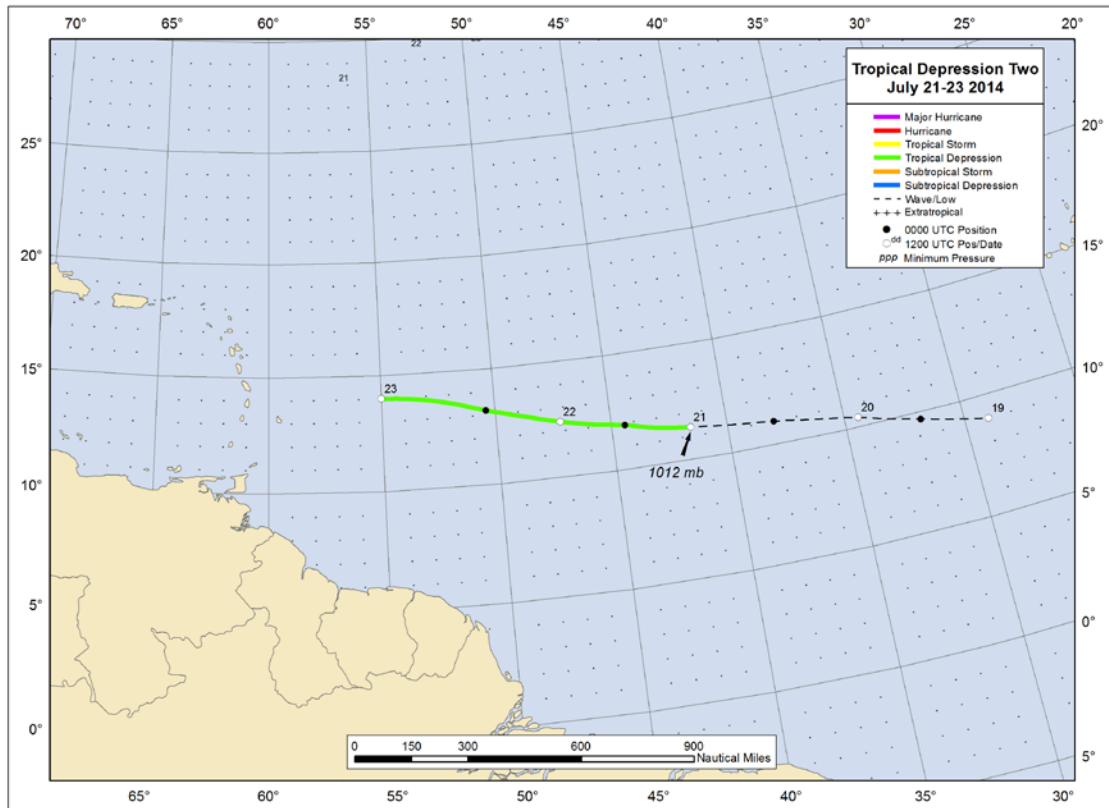 70° 65° 60° 55° 50° 45° 40° 35° 30° 25° 20°
22
21
Tropical Depression Two
July 21-23 2014
Major Hurricane
Hurricane
Tropical Storm
Tropical Depression
Subtropical Storm
Subtropical Depression
Wave/Low
Extratropical
0000 UTC Position
dd 1200 UTC Pos/Date
ppp Minimum Pressure
25° 20°
20° 15°
15° 10°
23 22 21 20 19
1012 mb
10° 5°
5° 0°
0° 5°
0 150 300 600 900
Nautical Miles
65° 60° 55° 50° 45° 40° 35° 30°